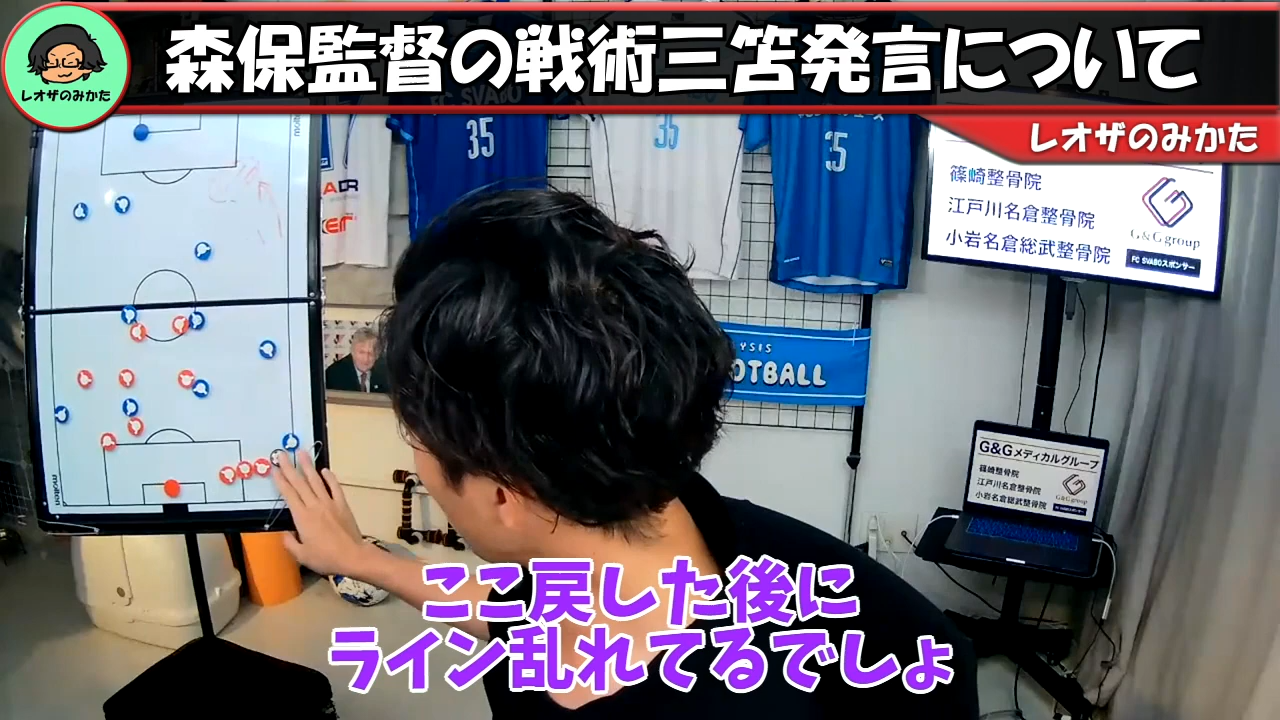 森保監督の戦術三笘発言について
レオザのみかた
レオザのみかた
FC SVABO
35
35
35
篠崎整骨院
江戸川名倉整骨院
小岩名倉総武整骨院
G&G group
FC SVABOスポンサー
YSIS
OTBALL
G&Gメディカルグループ
篠崎整骨院
江戸川名倉整骨院
小岩名倉総武整骨院
G&G group
molten
ここ戻した後に
ライン乱れてるでしょ